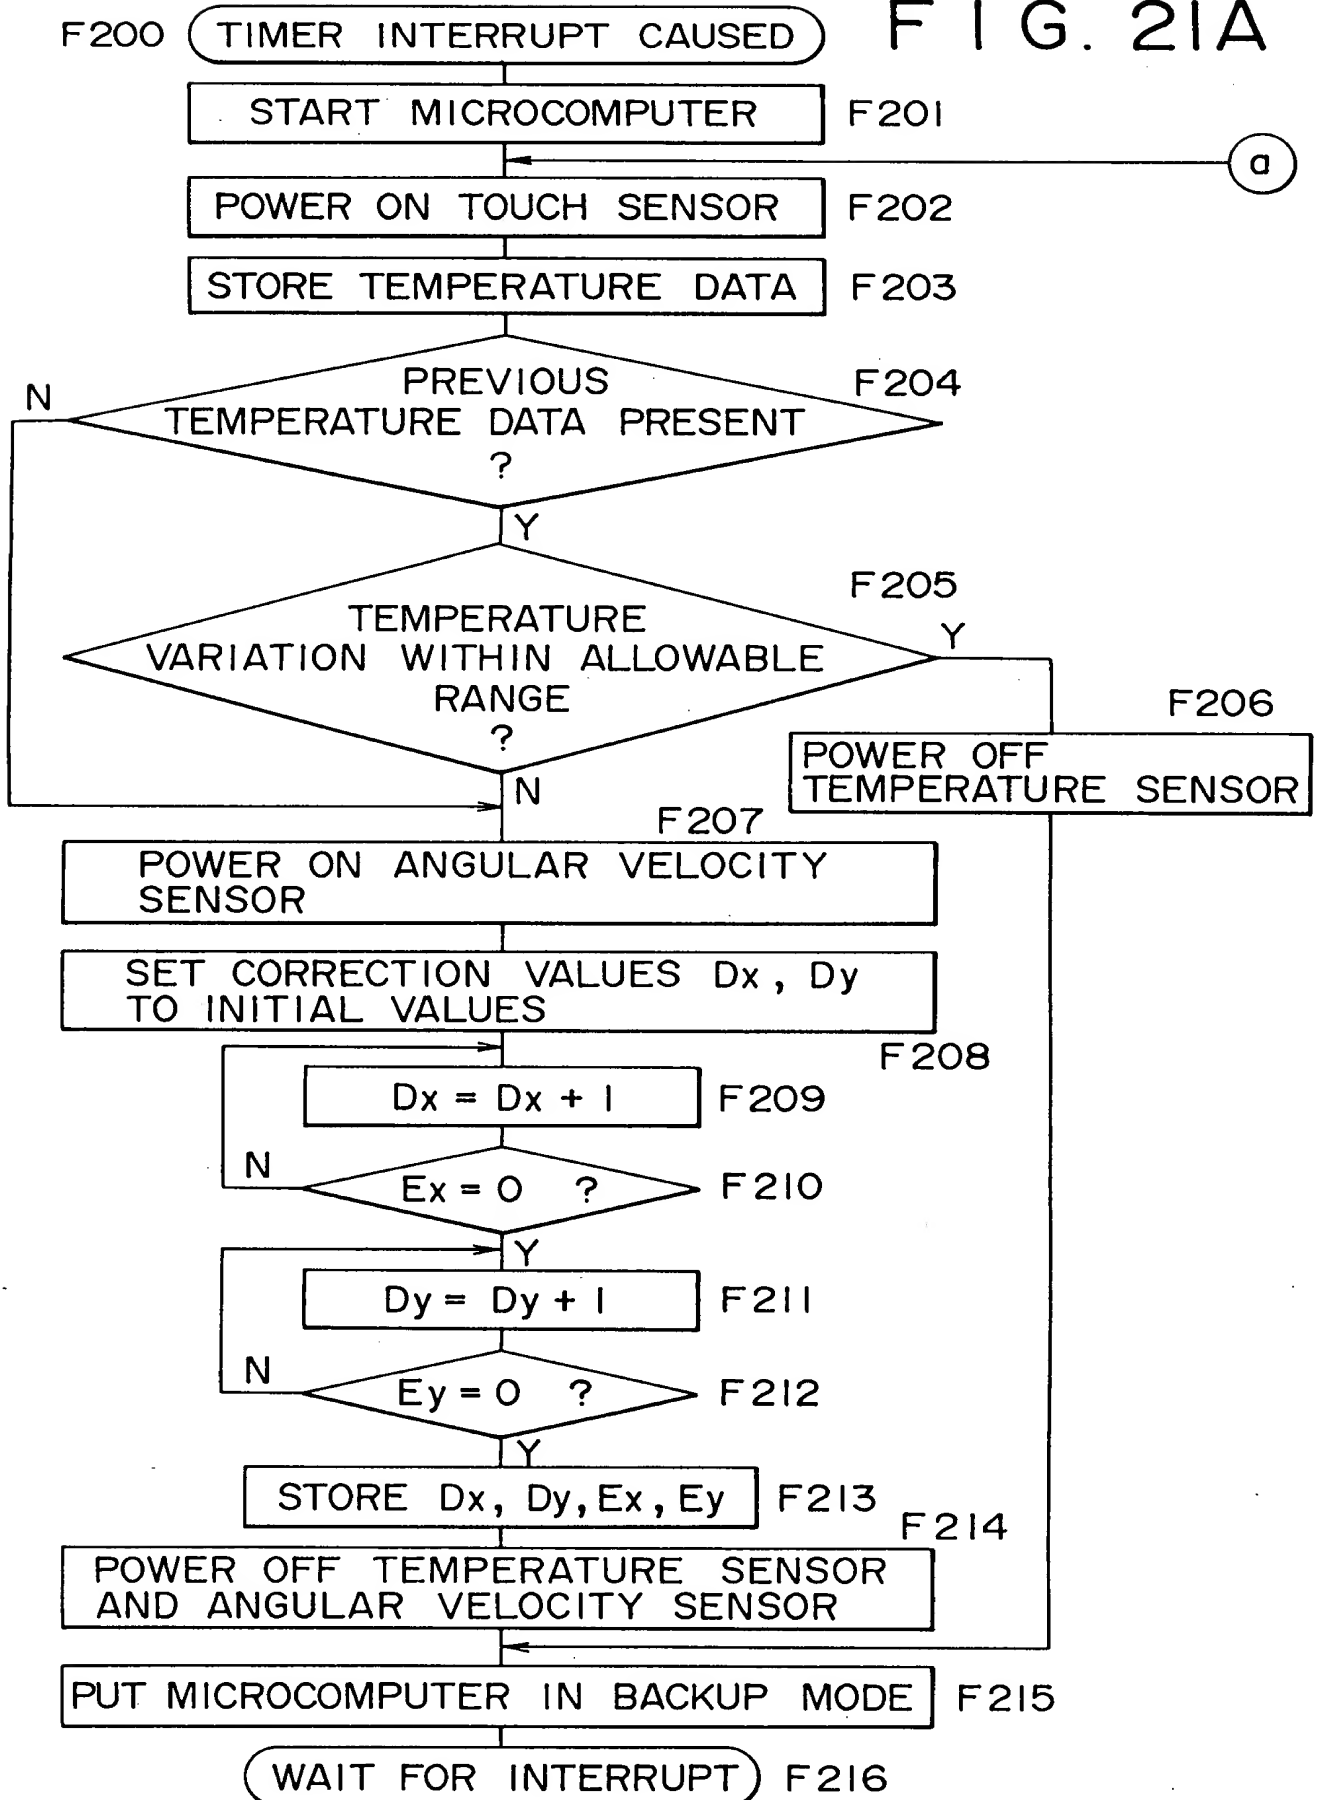 F200 TIMER INTERRUPT CAUSED
FIG. 21A
START MICROCOMPUTER F201
a
POWER ON TOUCH SENSOR F202
STORE TEMPERATURE DATA F203
N
PREVIOUS
TEMPERATURE DATA PRESENT
?
F204
Y
F205
TEMPERATURE
VARIATION WITHIN ALLOWABLE
RANGE
?
Y
F206
POWER OFF
TEMPERATURE SENSOR
N
F207
POWER ON ANGULAR VELOCITY
SENSOR
SET CORRECTION VALUES Dx, Dy
TO INITIAL VALUES
F208
Dx = Dx + 1 F209
N
Ex = 0 ? F210
Y
Dy = Dy + 1 F211
N
Ey = 0 ? F212
Y
STORE Dx, Dy, Ex, Ey F213
F214
POWER OFF TEMPERATURE SENSOR
AND ANGULAR VELOCITY SENSOR
PUT MICROCOMPUTER IN BACKUP MODE F215
WAIT FOR INTERRUPT F216